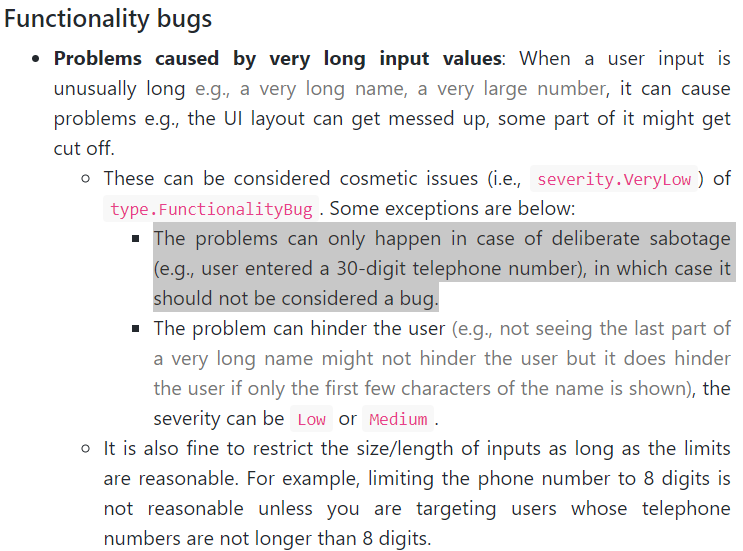 Functionality bugs
• Problems caused by very long input values: When a user input is
unusually long e.g., a very long name, a very large number, it can cause
problems e.g., the UI layout can get messed up, some part of it might get
cut off.
◦ These can be considered cosmetic issues (i.e., severity.VeryLow) of
type.FunctionalityBug. Some exceptions are below:
▪ The problems can only happen in case of deliberate sabotage
(e.g., user entered a 30-digit telephone number), in which case it
should not be considered a bug.
▪ The problem can hinder the user (e.g., not seeing the last part of
a very long name might not hinder the user but it does hinder
the user if only the first few characters of the name is shown), the
severity can be Low or Medium.
◦ It is also fine to restrict the size/length of inputs as long as the limits
are reasonable. For example, limiting the phone number to 8 digits is
not reasonable unless you are targeting users whose telephone
numbers are not longer than 8 digits.